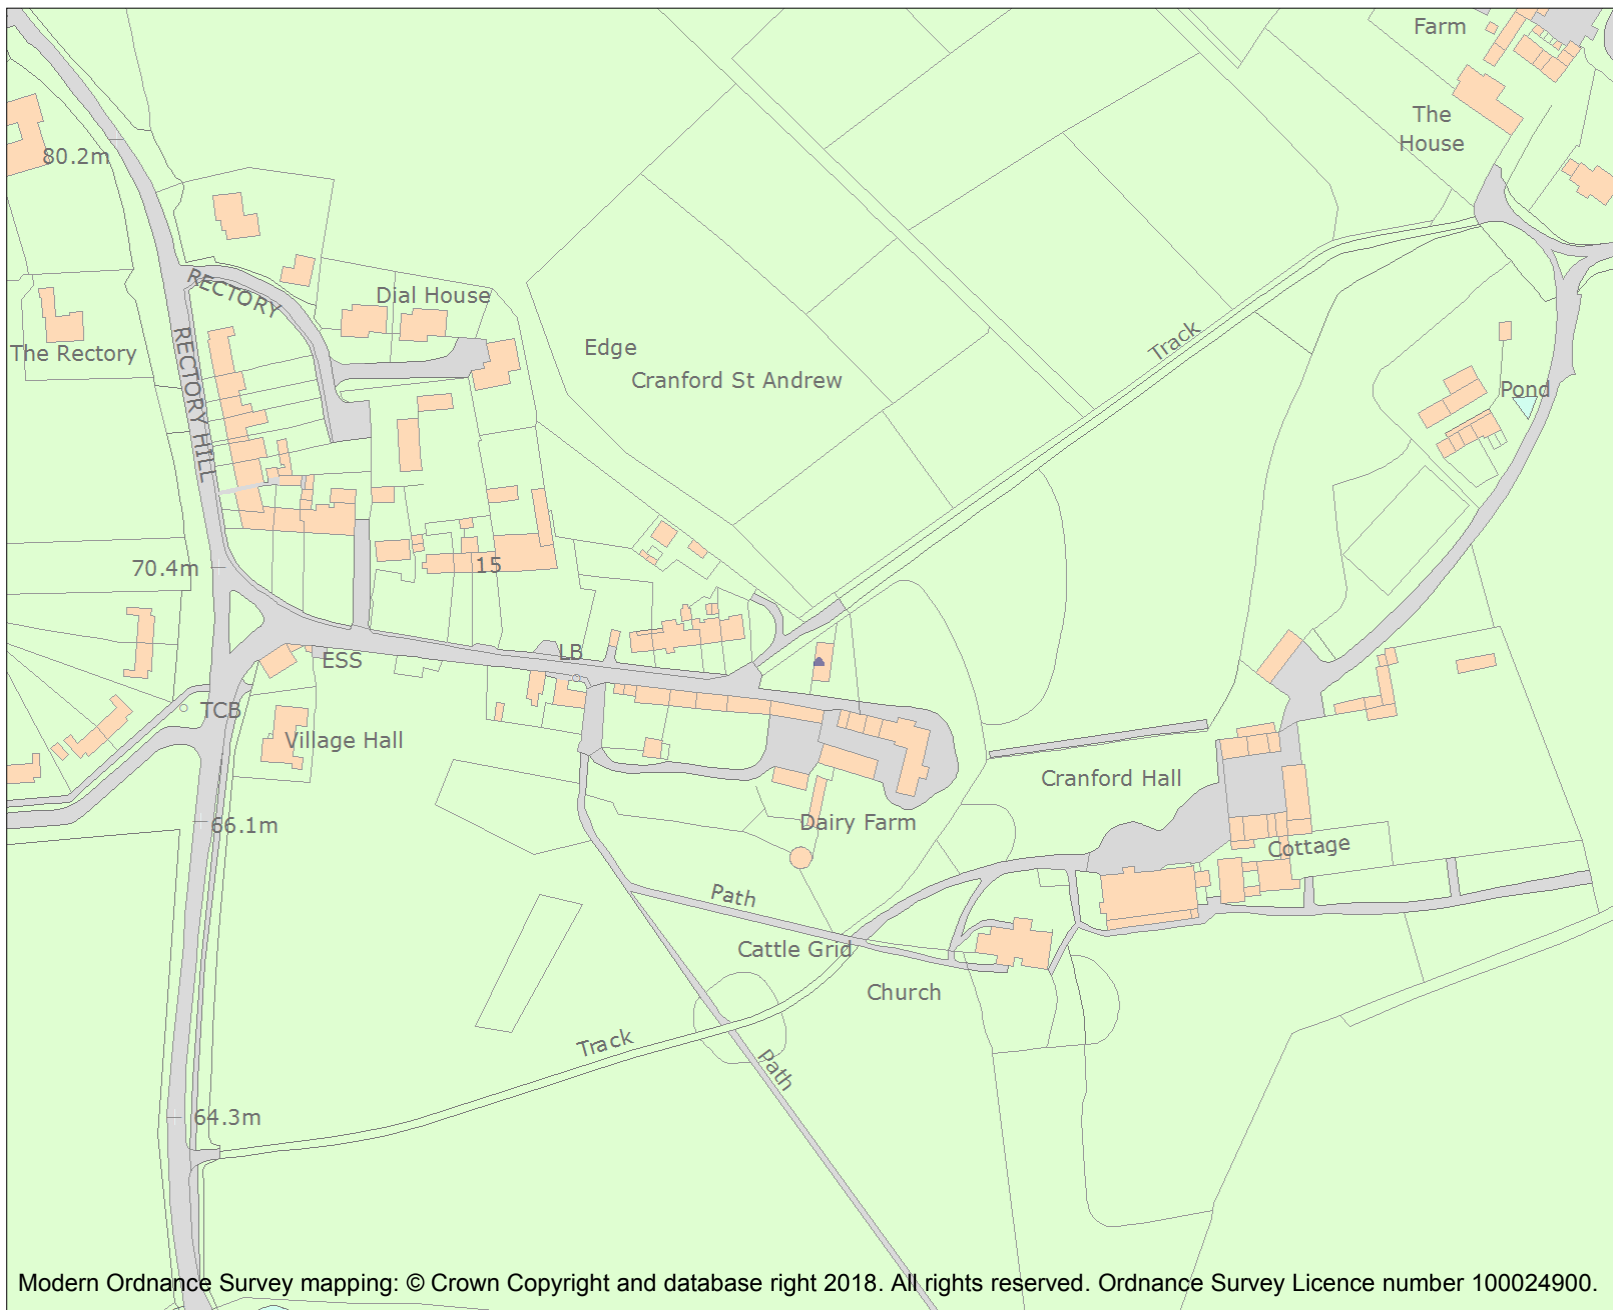 Farm
The
House
80.2m
RECTORY
Dial House
The Rectory
RECTORY HILL
Edge
Track
Cranford St Andrew
Pond
70.4m
15
LB
ESS
TCB
Village Hall
Cranford Hall
66.1m
Dairy Farm
Cottage
Path
Cattle Grid
Church
Track
Path
64.3m
Modern Ordnance Survey mapping: © Crown Copyright and database right 2018. All rights reserved. Ordnance Survey Licence number 100024900.